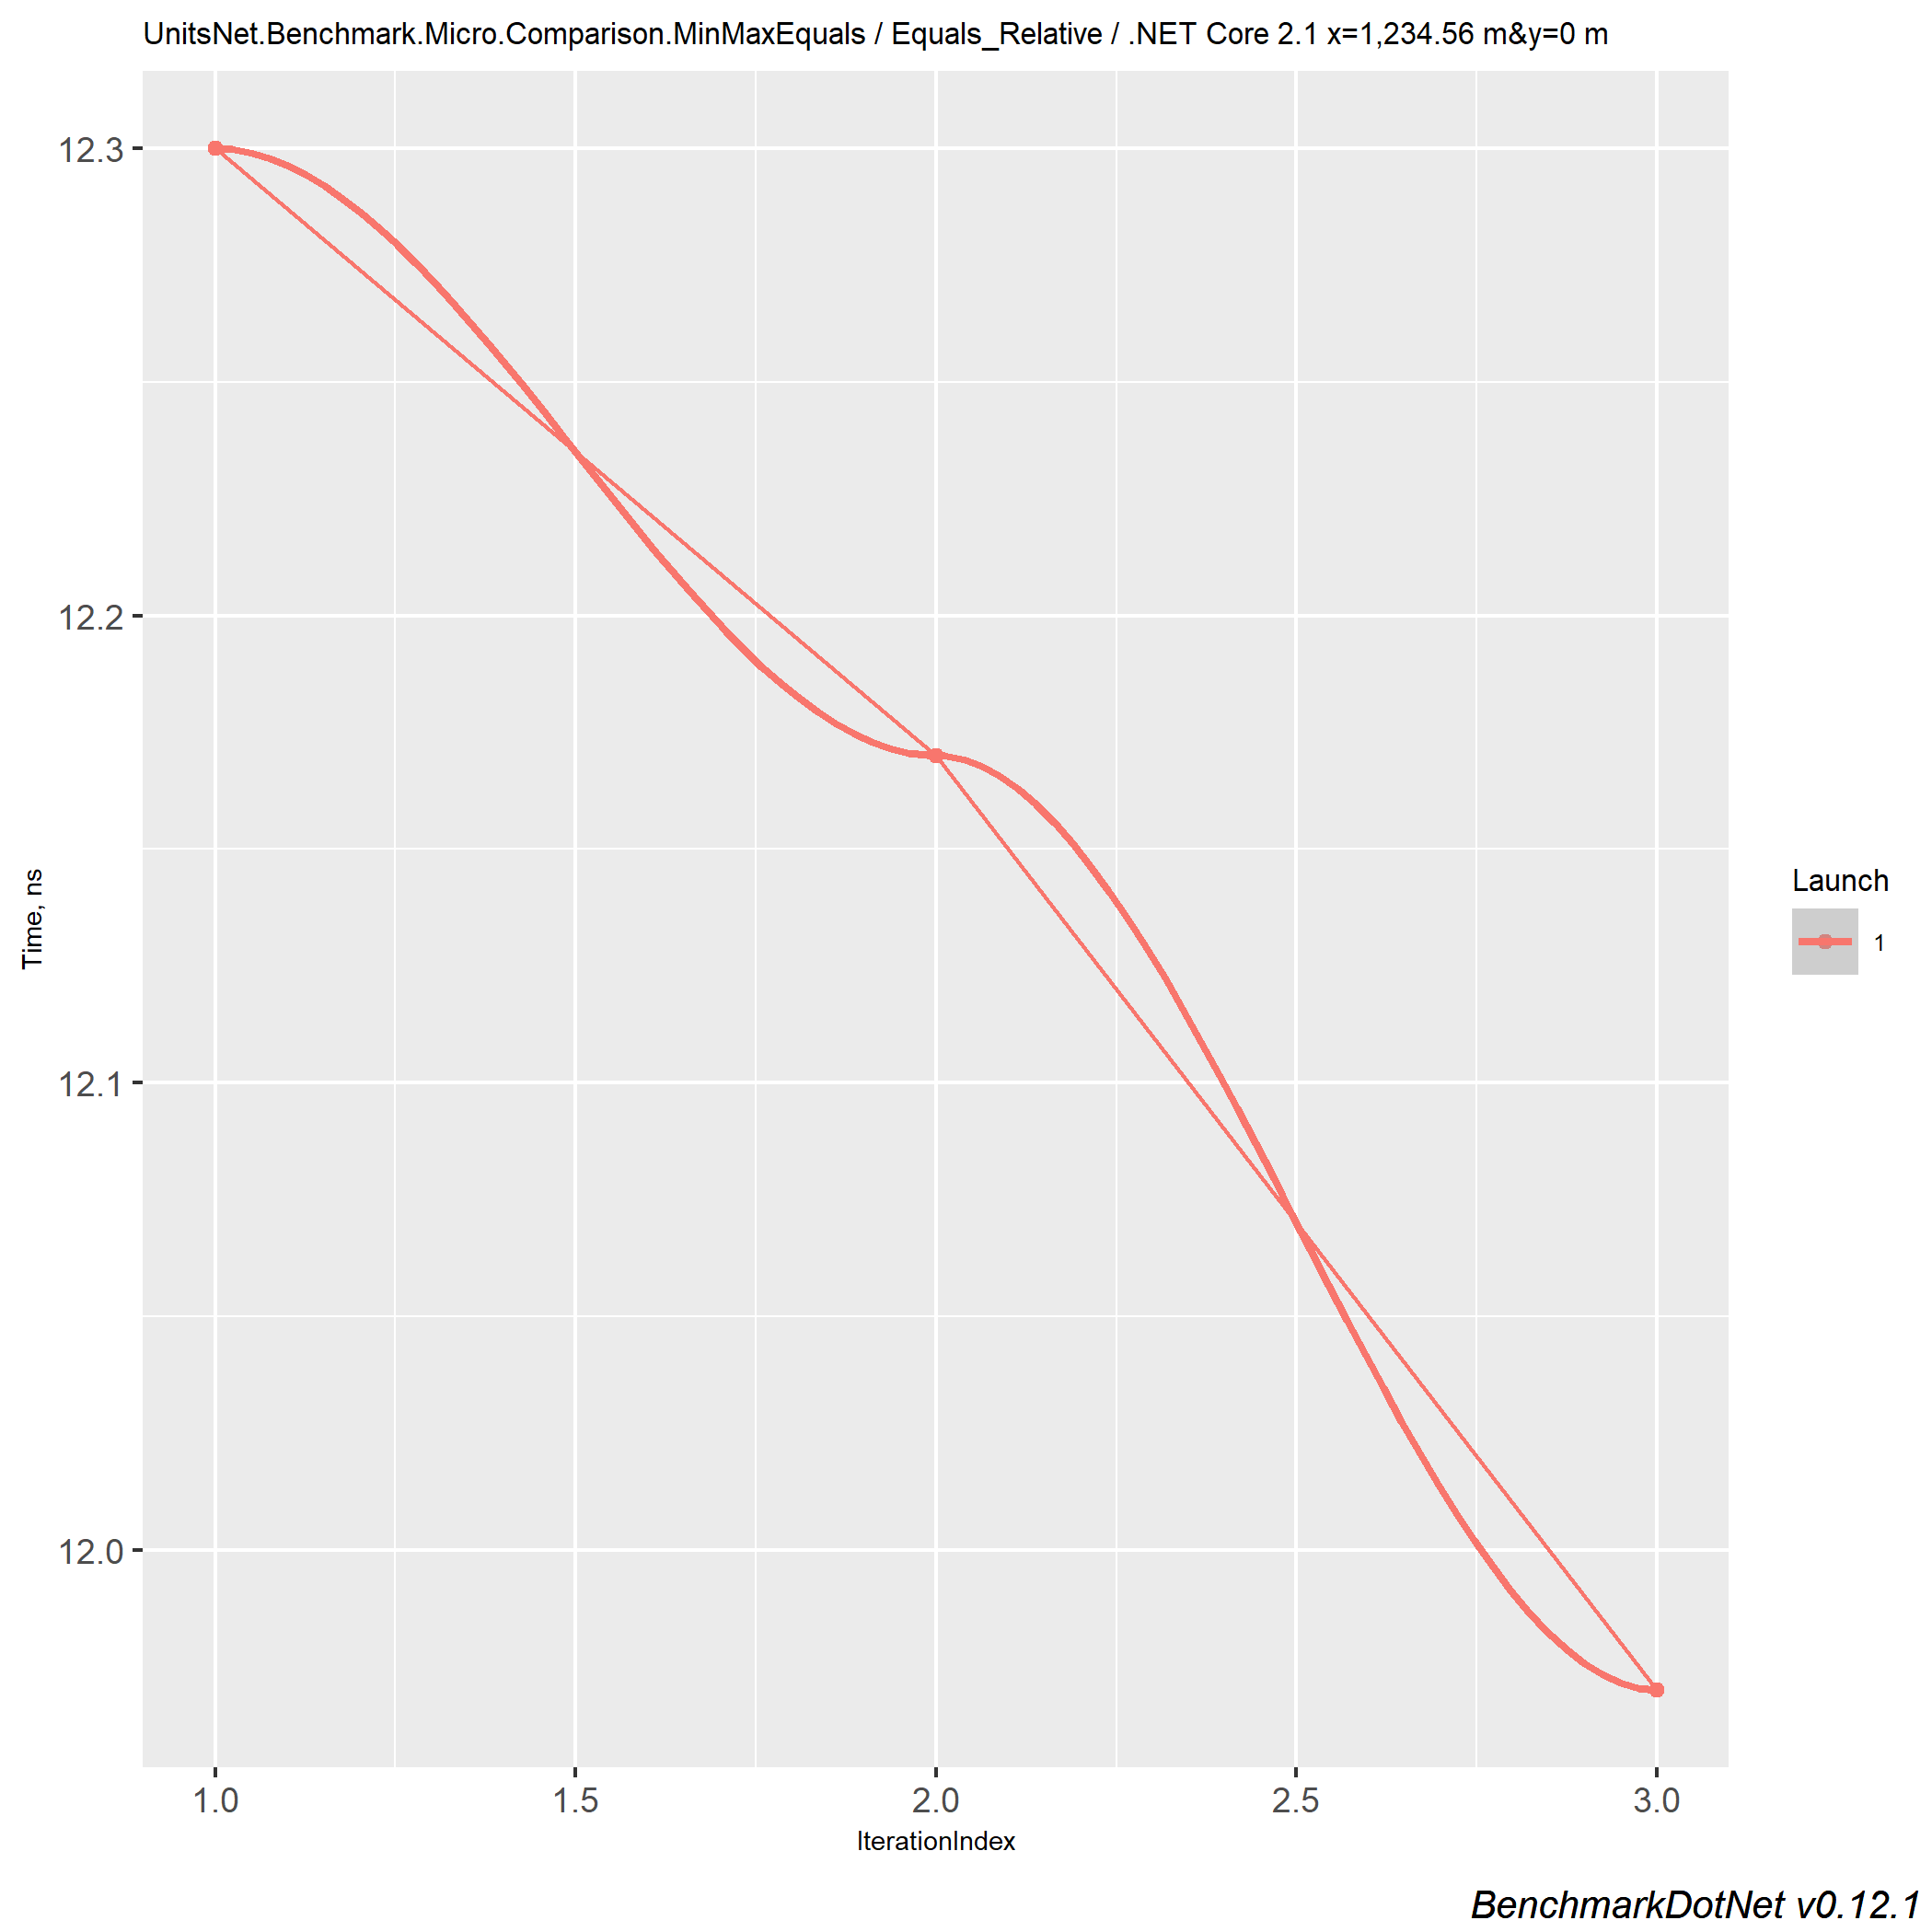 UnitsNet.Benchmark.Micro.Comparison.MinMaxEquals / Equals_Relative / .NET Core 2.1 x=1,234.56 m&y=0 m
12.3
12.2
12.1
12.0
Time, ns
1.0 1.5 2.0 2.5 3.0
IterationIndex
Launch
1
BenchmarkDotNet v0.12.1